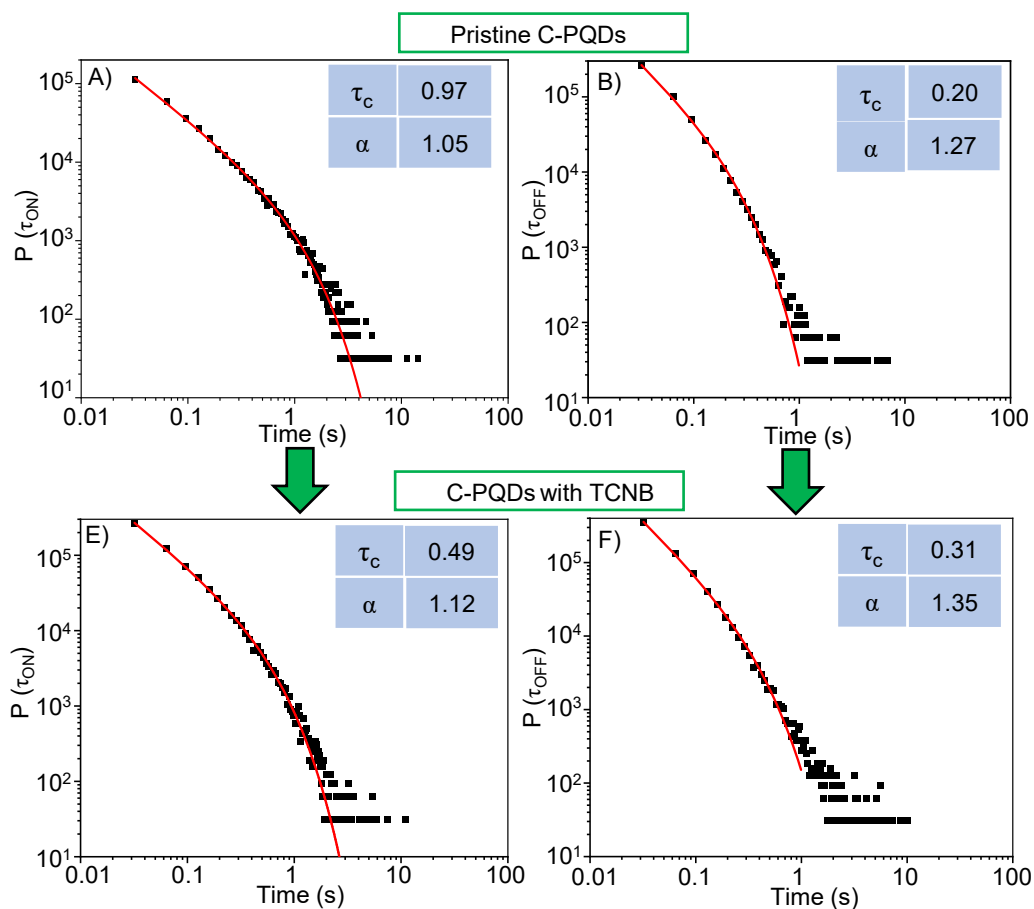 Pristine C-PQDs
A)
τc 0.97
α 1.05
P (τON)
10^5
10^4
10^3
10^2
10^1
0.01 0.1 1 10 100
Time (s)
B)
τc 0.20
α 1.27
P (τOFF)
10^5
10^4
10^3
10^2
10^1
0.01 0.1 1 10 100
Time (s)
C-PQDs with TCNB
E)
τc 0.49
α 1.12
P (τON)
10^5
10^4
10^3
10^2
10^1
0.01 0.1 1 10 100
Time (s)
F)
τc 0.31
α 1.35
P (τOFF)
10^5
10^4
10^3
10^2
10^1
0.01 0.1 1 10 100
Time (s)